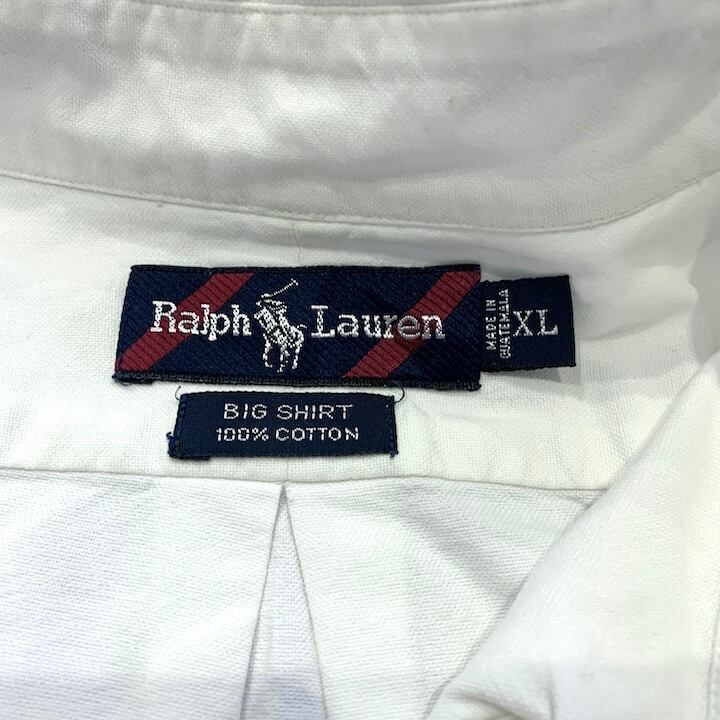 Ralph Lauren
MADE IN
GUATEMALA
XL
BIG SHIRT
100% COTTON